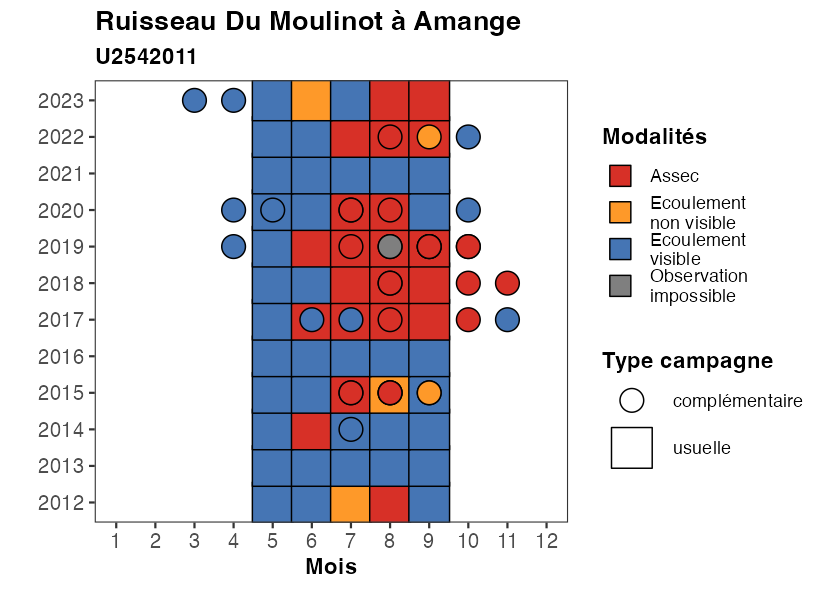 Ruisseau Du Moulinot à Amange
U2542011
2023
2022
2021
2020
2019
2018
2017
2016
2015
2014
2013
2012
1 2 3 4 5 6 7 8 9 10 11 12
Mois
Modalités
Assec
Ecoulement
non visible
Ecoulement
visible
Observation
impossible
Type campagne
complémentaire
usuelle